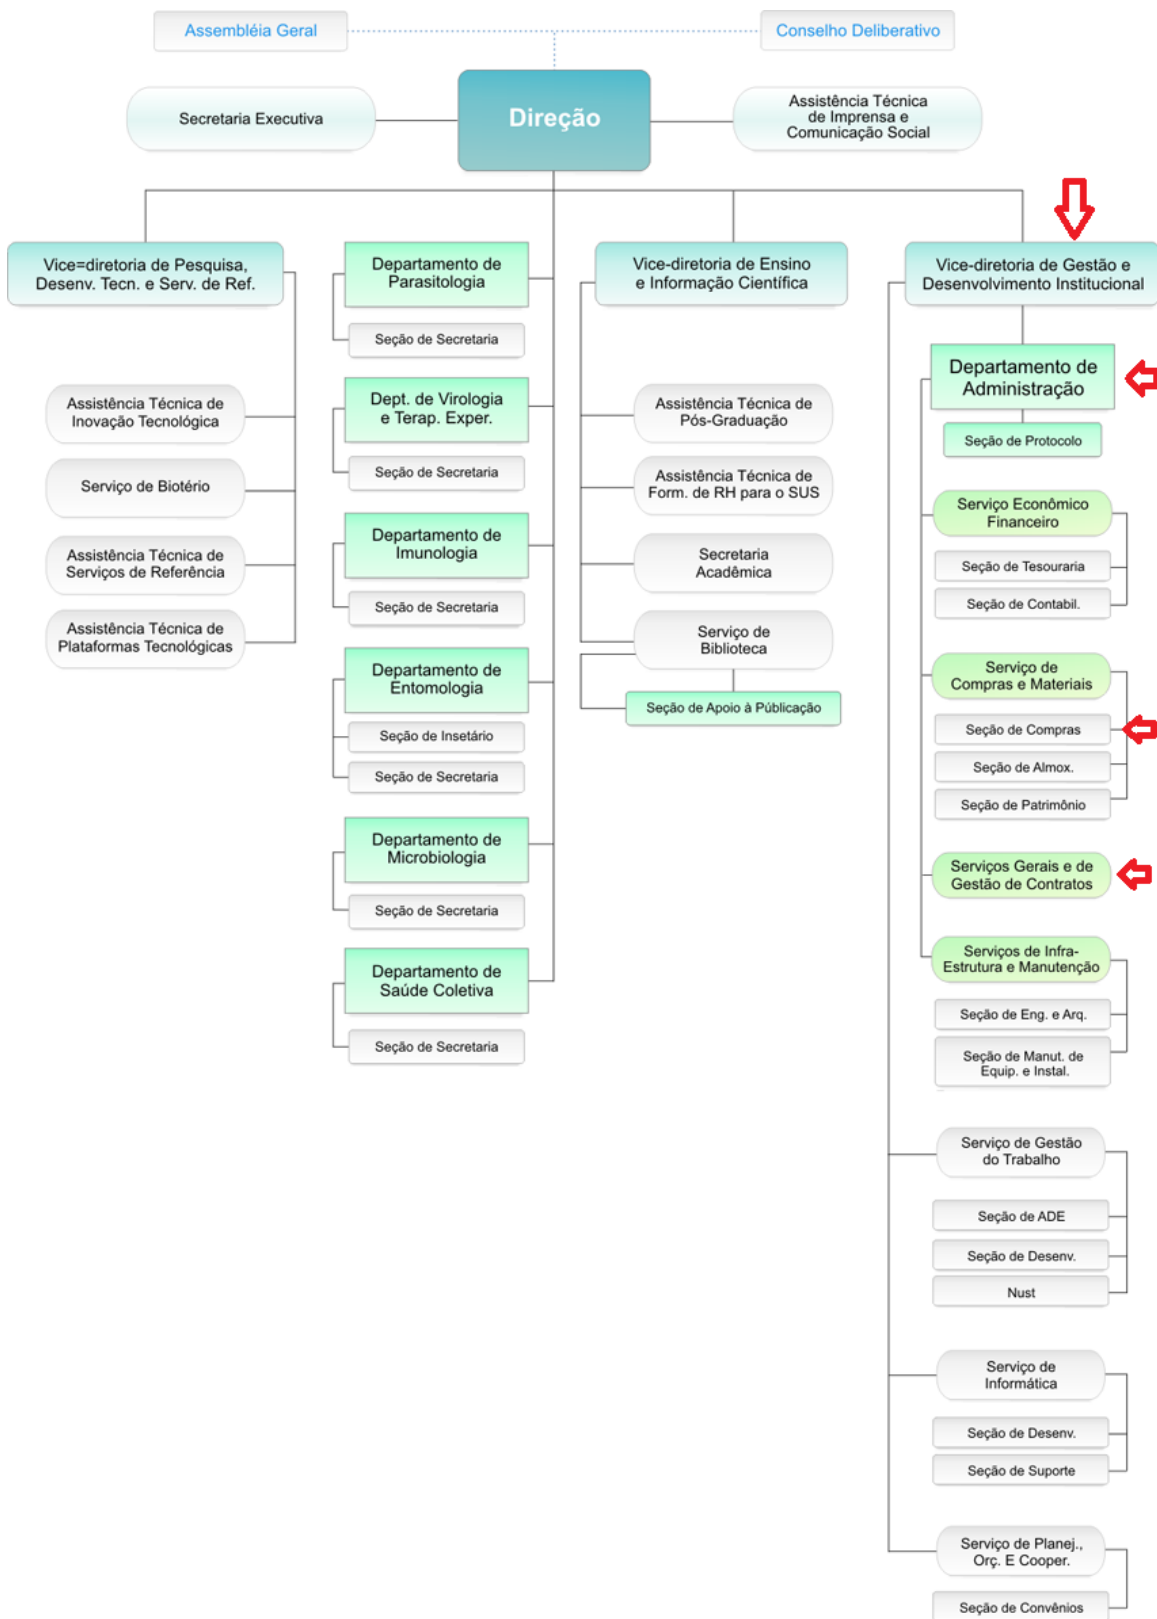 Assembléia Geral
Conselho Deliberativo
Direção
Secretaria Executiva
Assistência Técnica
de Imprensa e
Comunicação Social
Vice=diretoria de Pesquisa,
Desenv. Tecn. e Serv. de Ref.
Assistência Técnica de
Inovação Tecnológica
Serviço de Biotério
Assistência Técnica de
Serviços de Referência
Assistência Técnica de
Plataformas Tecnológicas
Departamento de
Parasitologia
Seção de Secretaria
Dept. de Virologia
e Terap. Exper.
Seção de Secretaria
Departamento de
Imunologia
Seção de Secretaria
Departamento de
Entomologia
Seção de Insetário
Seção de Secretaria
Departamento de
Microbiologia
Seção de Secretaria
Departamento de
Saúde Coletiva
Seção de Secretaria
Vice-diretoria de Ensino
e Informação Científica
Assistência Técnica de
Pós-Graduação
Assistência Técnica de
Form. de RH para o SUS
Secretaria
Acadêmica
Serviço de
Biblioteca
Seção de Apoio à Públicação
Vice-diretoria de Gestão e
Desenvolvimento Institucional
Departamento de
Administração
Seção de Protocolo
Serviço Econômico
Financeiro
Seção de Tesouraria
Seção de Contabil.
Serviço de
Compras e Materiais
Seção de Compras
Seção de Almox.
Seção de Patrimônio
Serviços Gerais e de
Gestão de Contratos
Serviços de Infra-
Estrutura e Manutenção
Seção de Eng. e Arq.
Seção de Manut. de
Equip. e Instal.
Serviço de Gestão
do Trabalho
Seção de ADE
Seção de Desenv.
Nust
Serviço de
Informática
Seção de Desenv.
Seção de Suporte
Serviço de Planej.,
Orç. E Cooper.
Seção de Convênios